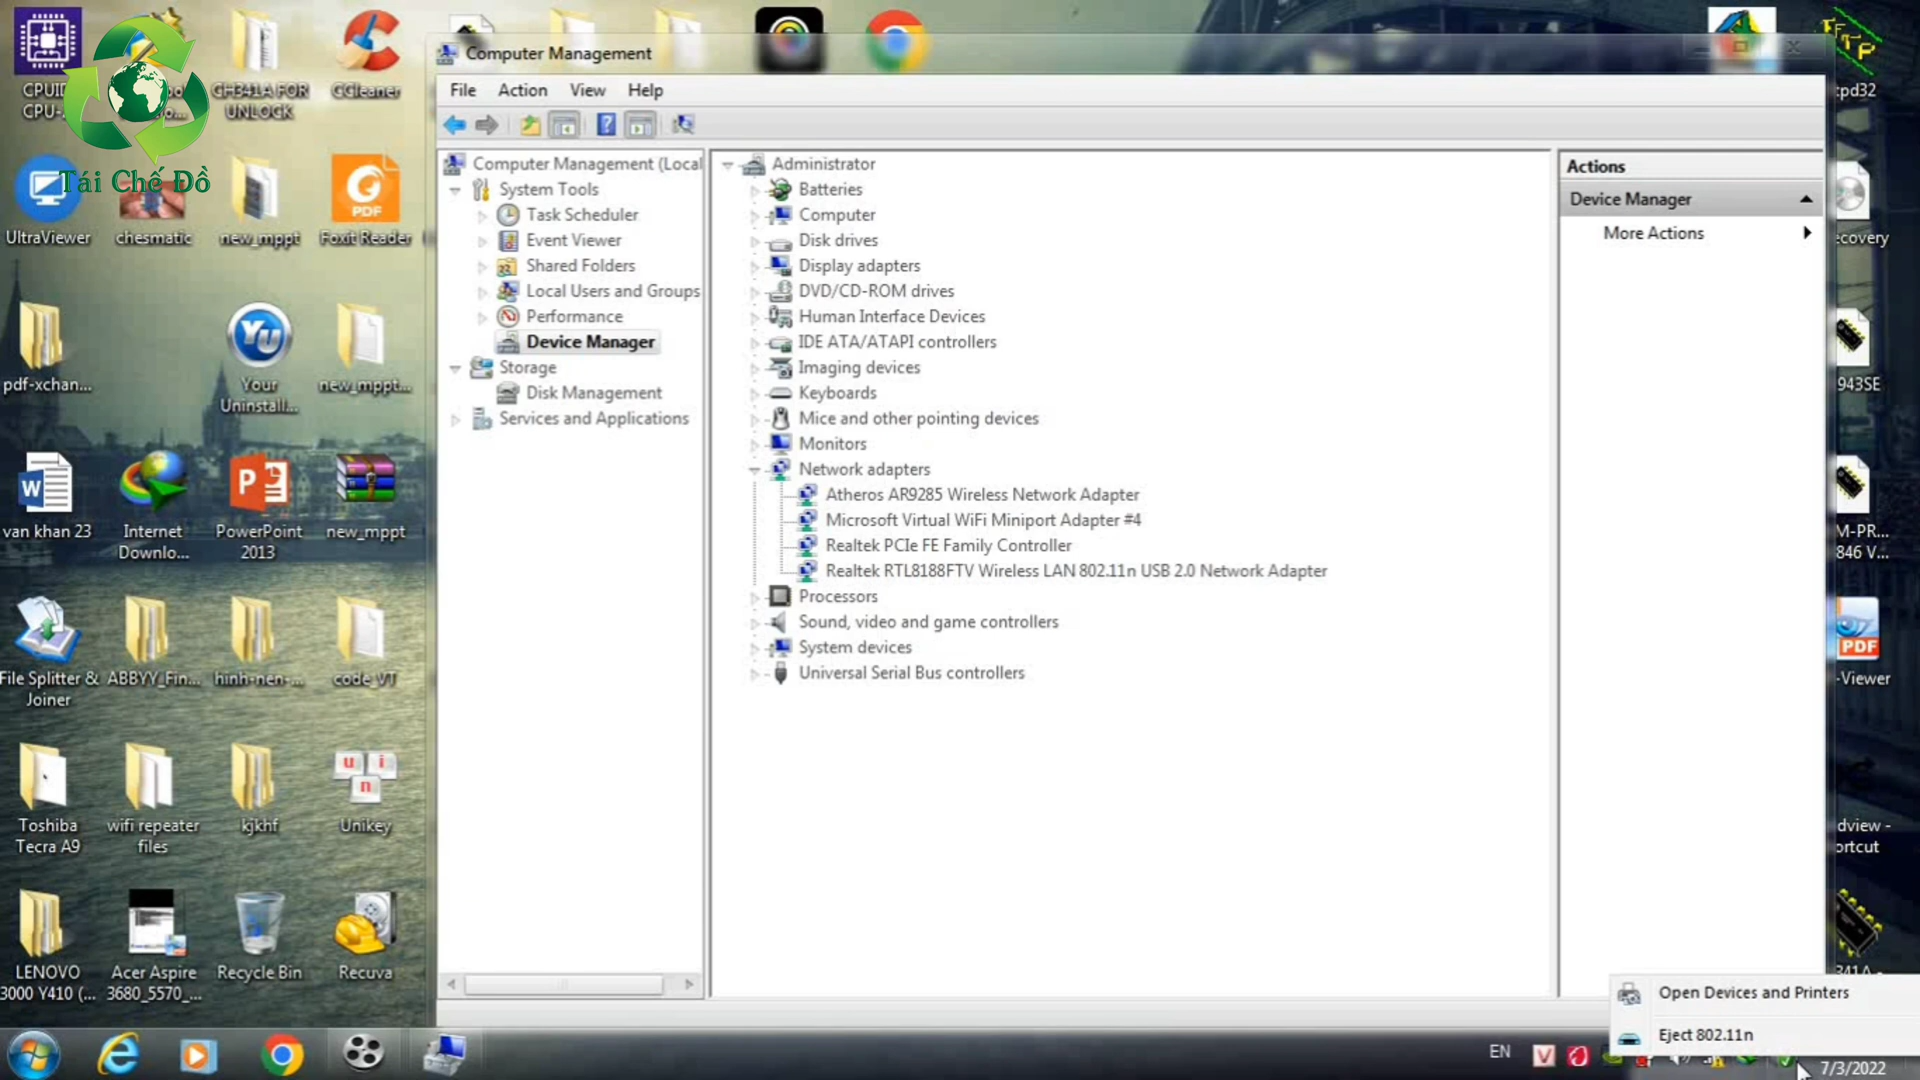 Computer Management
File Action View Help
Computer Management (Local
System Tools
Task Scheduler
Event Viewer
Shared Folders
Local Users and Groups
Performance
Device Manager
Storage
Disk Management
Services and Applications
Administrator
Batteries
Computer
Disk drives
Display adapters
DVD/CD-ROM drives
Human Interface Devices
IDE ATA/ATAPI controllers
Imaging devices
Keyboards
Mice and other pointing devices
Monitors
Network adapters
Atheros AR9285 Wireless Network Adapter
Microsoft Virtual WiFi Miniport Adapter #4
Realtek PCIe FE Family Controller
Realtek RTL8188FTV Wireless LAN 802.11n USB 2.0 Network Adapter
Processors
Sound, video and game controllers
System devices
Universal Serial Bus controllers
Actions
Device Manager
More Actions
Tái Chế Đồ
CPUID
CH341A FOR
UNLOCK
CCleaner
UltraViewer
chesmatic
new_mppt
Foxit Reader
PDF
pdf-xchan...
Your
Uninstall...
new_mppt...
van khan 23
Internet
Downlo...
PowerPoint
2013
new_mppt
File Splitter &
Joiner
ABBYY_Fin...
hinh-nen-...
code_VT
Toshiba
Tecra A9
wifi repeater
files
kjkhf
Unikey
LENOVO
3000 Y410 (...
Acer Aspire
3680_5570_...
Recycle Bin
Recuva
tpd32
ecovery
943SE
M-PR...
846 V...
PDF
-Viewer
dview -
ortcut
Open Devices and Printers
Eject 802.11n
EN
7/3/2022